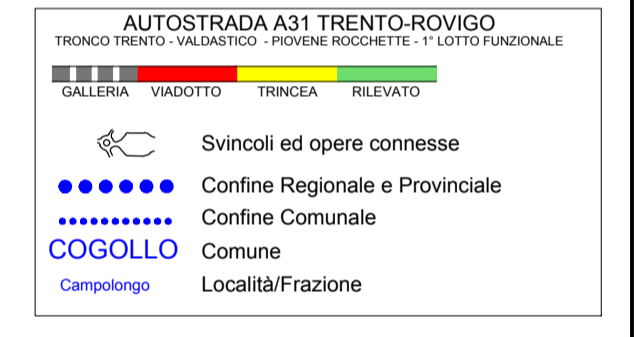 AUTOSTRADA A31 TRENTO-ROVIGO
TRONCO TRENTO - VALDASTICO - PIOVENE ROCCHETTE - 1° LOTTO FUNZIONALE
GALLERIA VIADOTTO TRINCEA RILEVATO
Svincoli ed opere connesse
Confine Regionale e Provinciale
Confine Comunale
COGOLLO Comune
Campolongo Località/Frazione